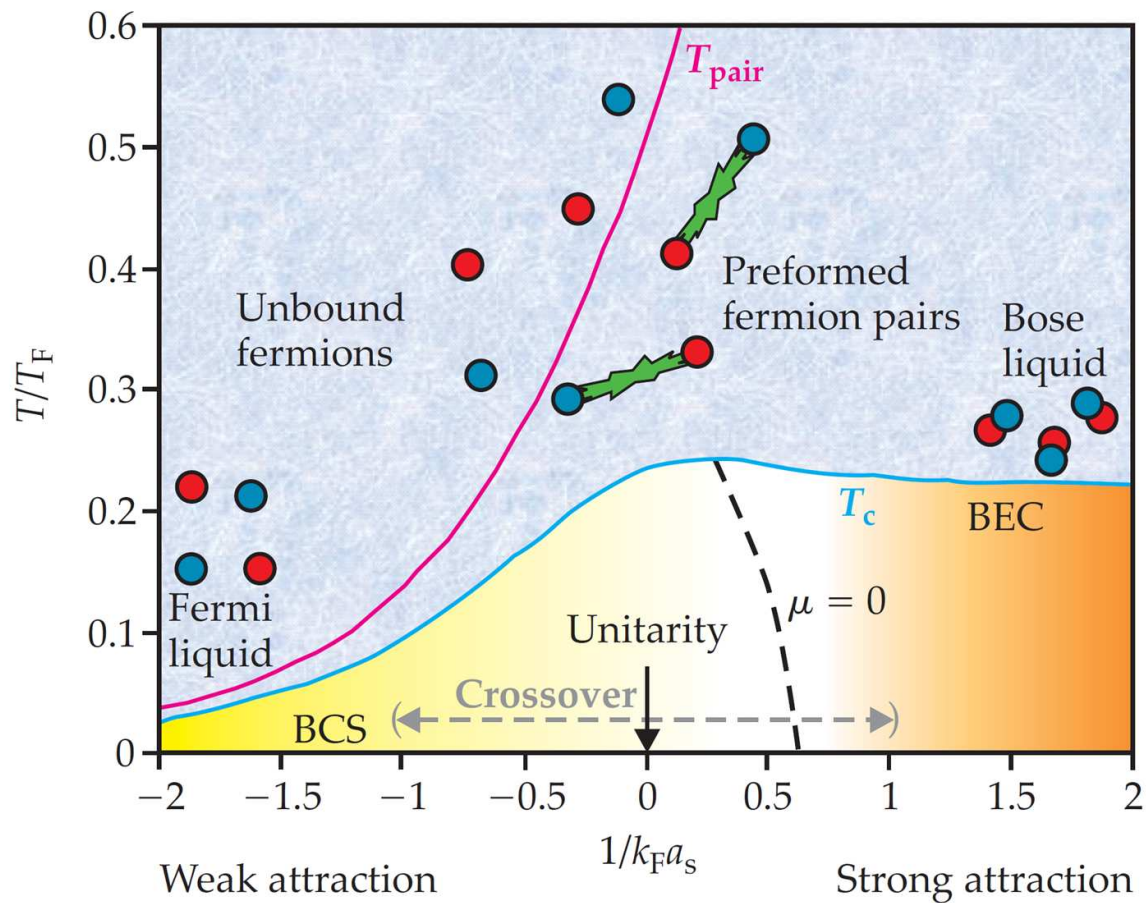 0.6
0.5
0.4
0.3
0.2
0.1
0
T/T_F
T_pair
Unbound
fermions
Preformed
fermion pairs
Bose
liquid
Fermi
liquid
T_c
BEC
μ = 0
Unitarity
Crossover
BCS
−2
−1.5
−1
−0.5
0
0.5
1
1.5
2
1/k_Fa_s
Weak attraction
Strong attraction